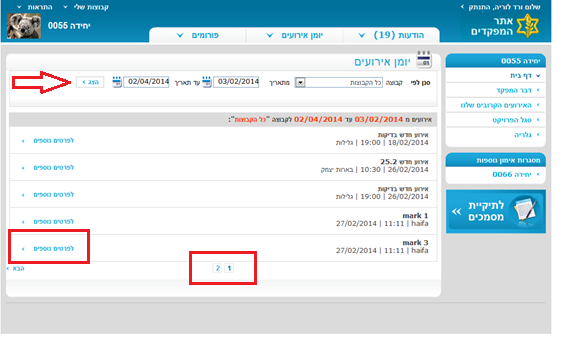 שלום ורד לוריה, התנתק
קבוצות שלי
התראות
אתר
המפקדים
יחידה 0055
הודעות (19)
יומן אירועים
פורומים
יחידה 0055
דף בית
דבר המפקד
האירועים הקרובים שלנו
סגל הפרויקט
גלריה
מסגרות אימון נוספות
יחידה 0066
לתיקיית
מסמכים
יומן אירועים
סנן לפי קבוצה כל הקבוצות מתאריך 03/02/2014 עד תאריך 02/04/2014 הצג
אירועים מ 03/02/2014 עד 02/04/2014 לקבוצה "כל הקבוצות":
אירוע חדש בדיקות
18/02/2014 | 19:00 | גלילות
לפרטים נוספים
אירוע חדש 25.2
26/02/2014 | 10:30 | בארות יצחק
לפרטים נוספים
אירוע חדש בדיקות
26/02/2014 | 19:00 | גלילות
לפרטים נוספים
mark 1
27/02/2014 | 11:11 | haifa
לפרטים נוספים
mark 3
27/02/2014 | 11:11 | haifa
לפרטים נוספים
1 2
הבא